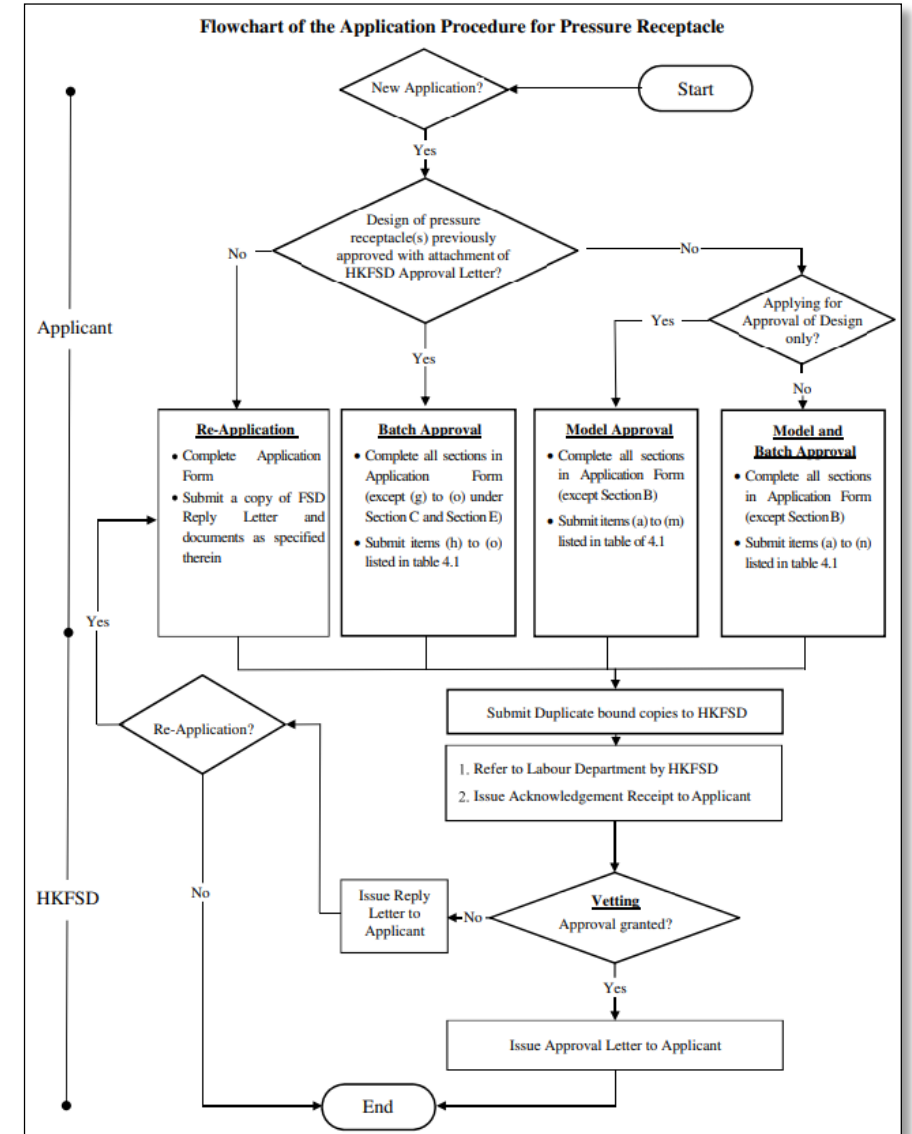 Flowchart of the Application Procedure for Pressure Receptacle
Start
New Application?
Yes
Design of pressure
receptacle(s) previously
approved with attachment of
HKFSD Approval Letter?
No
No
Applying for
Approval of Design
only?
Yes
Applicant
Yes
No
Re-Application
• Complete Application
Form
• Submit a copy of FSD
Reply Letter and
documents as specified
therein
Batch Approval
• Complete all sections in
Application Form
(except (g) to (o) under
Section C and Section E)
• Submit items (h) to (o)
listed in table 4.1
Model Approval
• Complete all sections
in Application Form
(except Section B)
• Submit items (a) to (m)
listed in table of 4.1
Model and
Batch Approval
• Complete all sections
in Application Form
(except Section B)
• Submit items (a) to (n)
listed in table 4.1
Yes
Submit Duplicate bound copies to HKFSD
Re-Application?
1. Refer to Labour Department by HKFSD
2. Issue Acknowledgement Receipt to Applicant
HKFSD
No
Issue Reply
Letter to
Applicant
No
Vetting
Approval granted?
Yes
Issue Approval Letter to Applicant
End